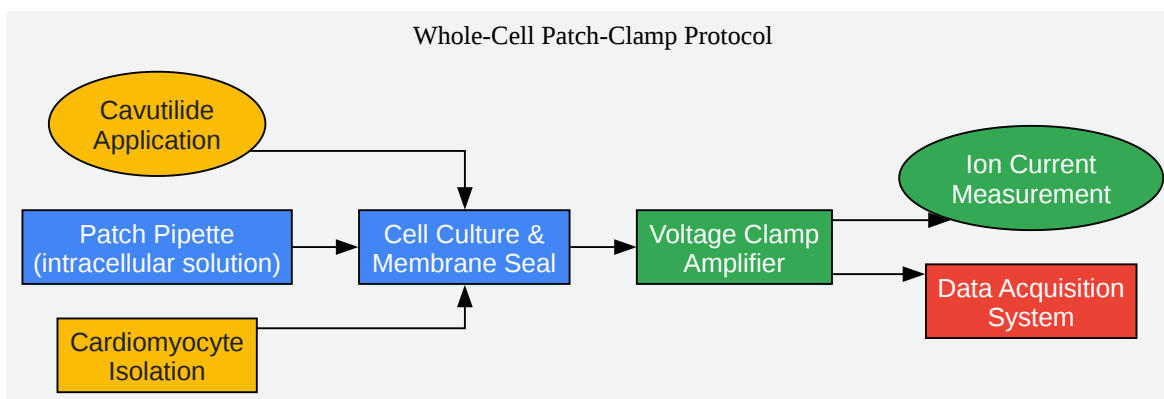 Whole-Cell Patch-Clamp Protocol
Cavutilide
Application
Patch Pipette
(intracellular solution)
Cardiomyocyte
Isolation
Cell Culture &
Membrane Seal
Voltage Clamp
Amplifier
Ion Current
Measurement
Data Acquisition
System